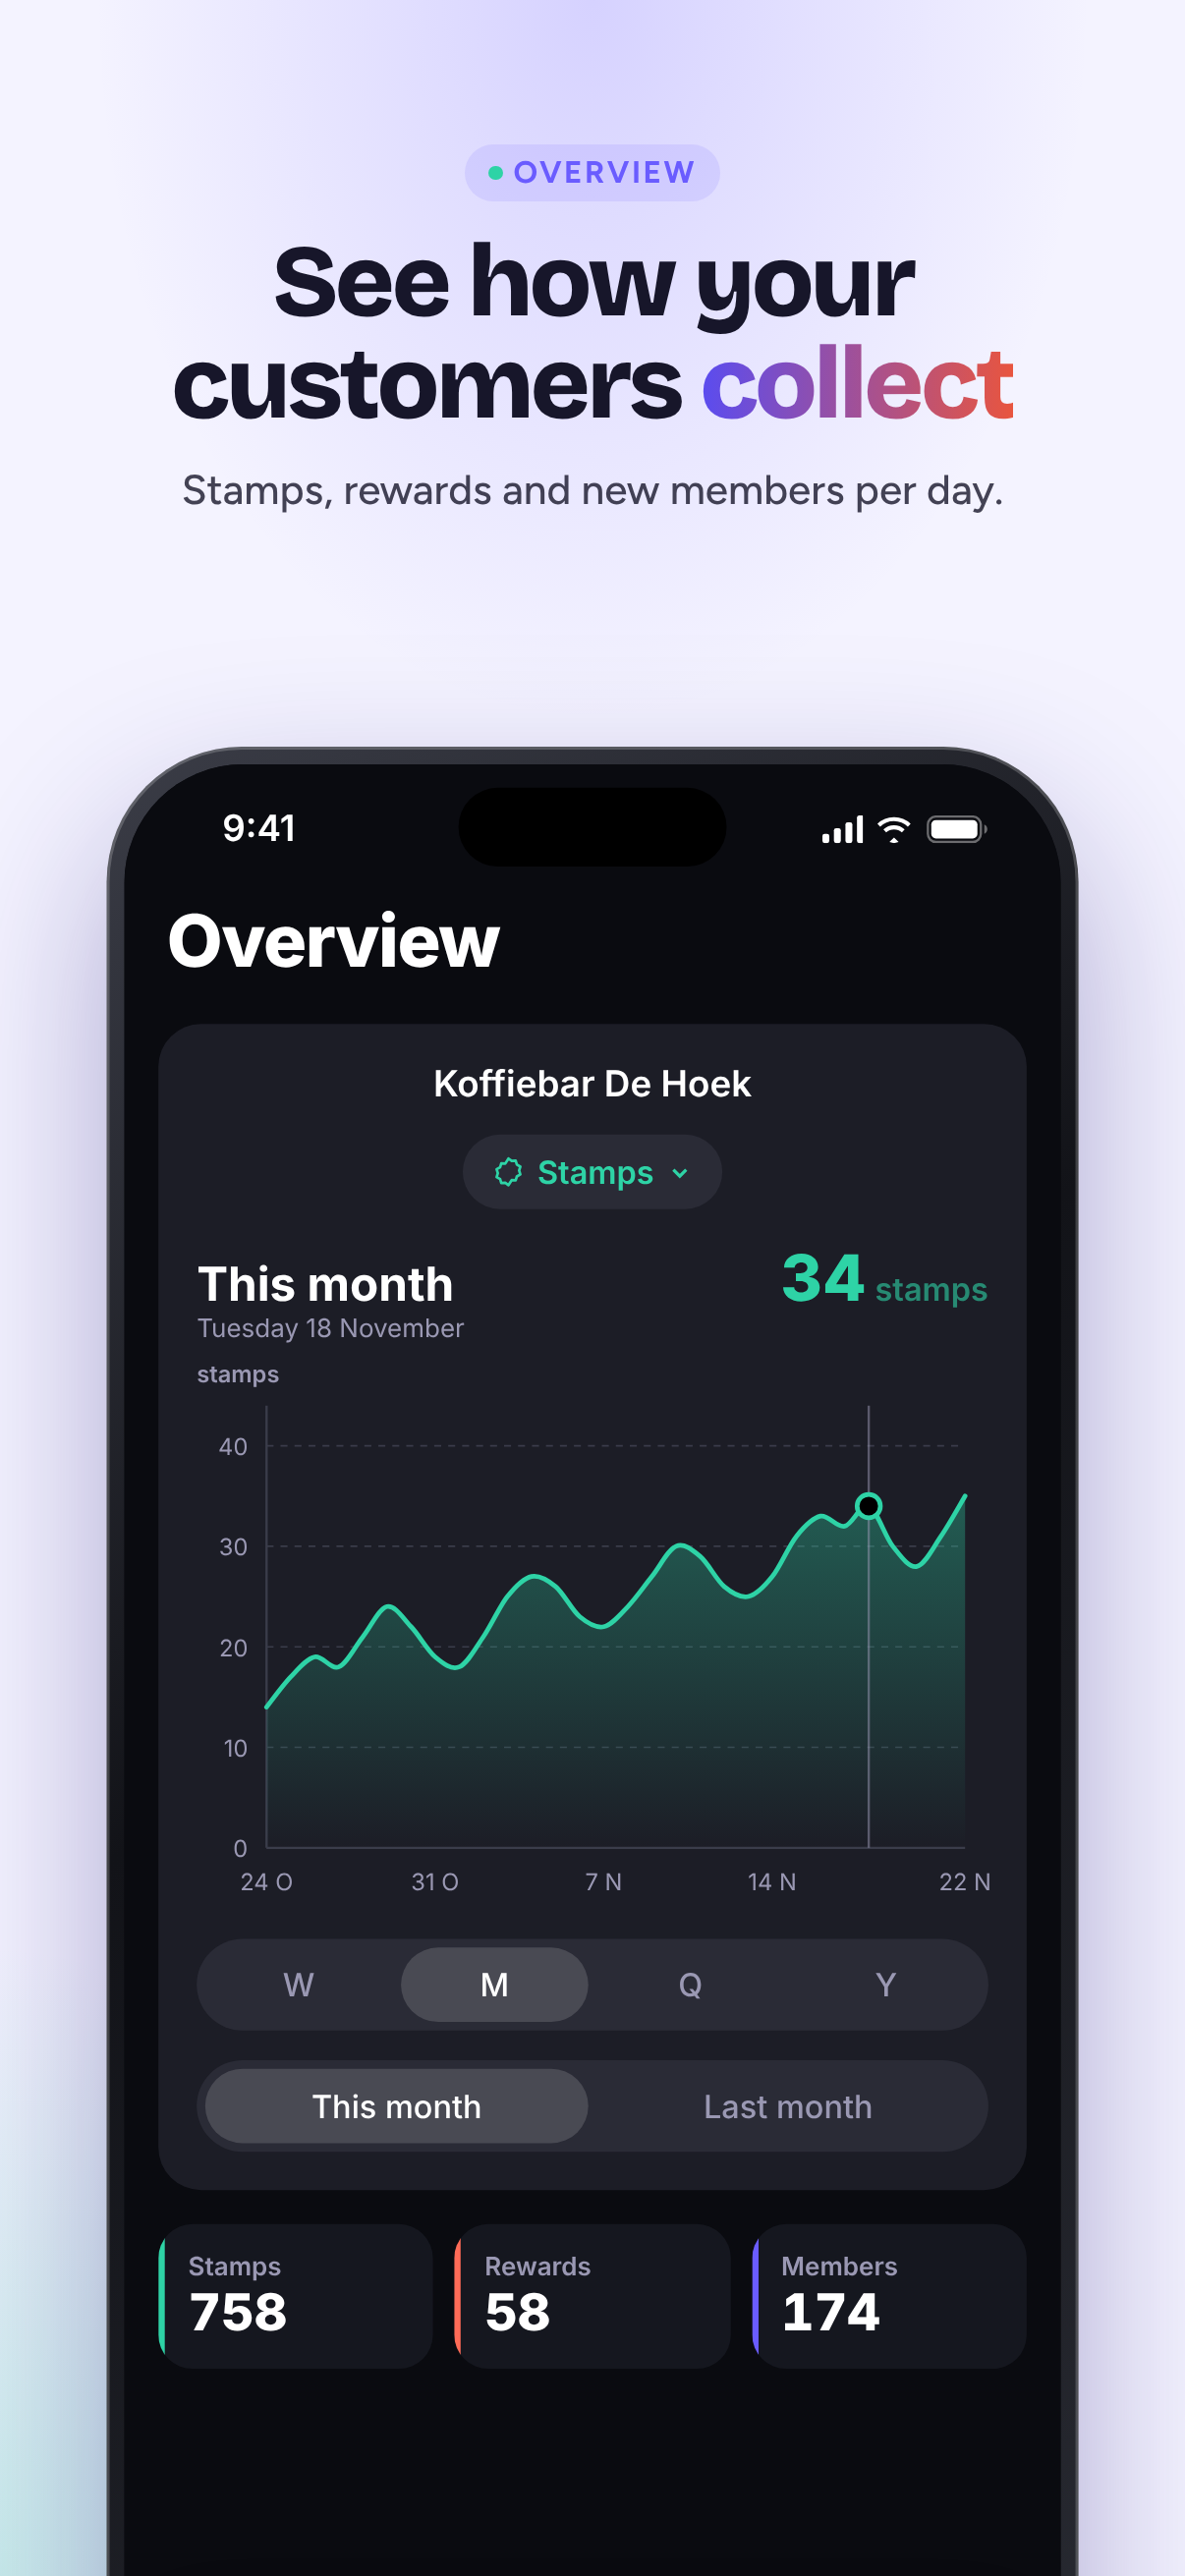 OVERVIEW
See how your
customers collect
Stamps, rewards and new members per day.
9:41
Overview
Koffiebar De Hoek
Stamps
This month
34 stamps
Tuesday 18 November
stamps
40
30
20
10
0
24 O 31 O 7 N 14 N 22 N
W M Q Y
This month Last month
Stamps Rewards Members
758 58 174